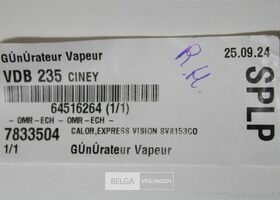 GÜnÜrateur Vapeur
25.09.24
VDB 235 CINEY
R.H.
64516264 (1/1)
- OMR-ECH - - OMR-ECH -
SPLP
7833504 CALOR,EXPRESS VISION SV8153C0
1/1 GÜnÜrateur Vapeur
BELGA VEILINGEN